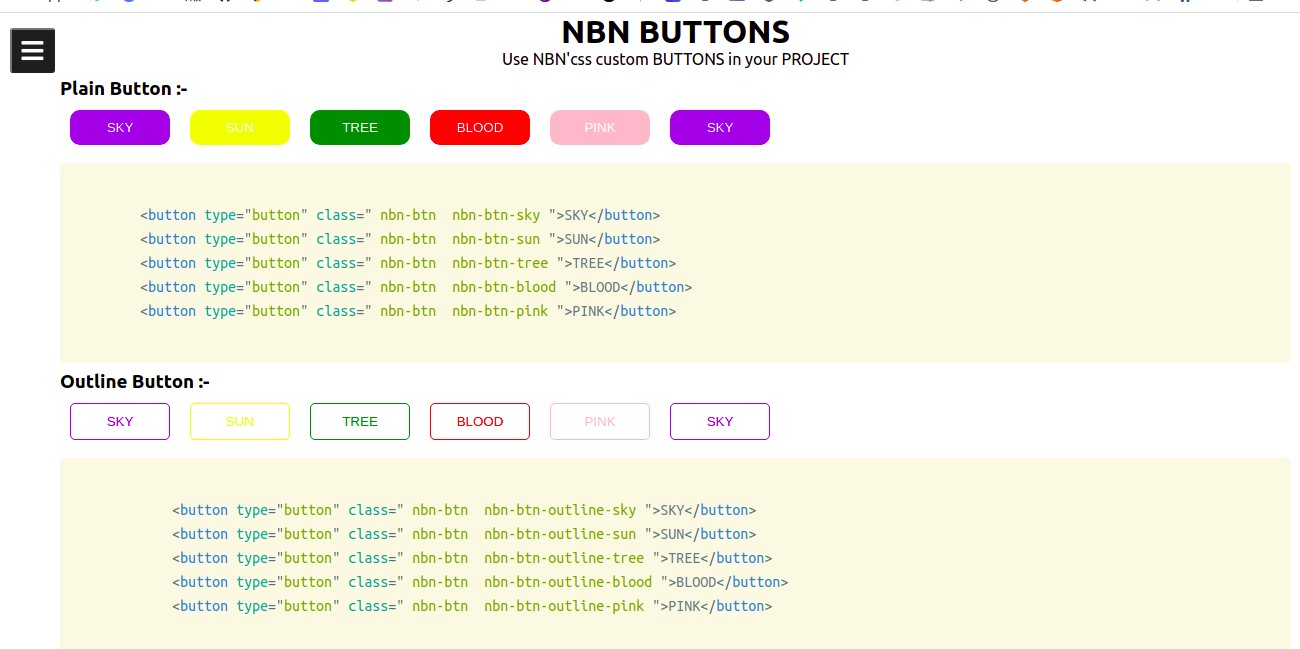 NBN BUTTONS
Use NBN'css custom BUTTONS in your PROJECT
Plain Button :-
SKY SUN TREE BLOOD PINK SKY
<button type="button" class=" nbn-btn  nbn-btn-sky ">SKY</button>
<button type="button" class=" nbn-btn  nbn-btn-sun ">SUN</button>
<button type="button" class=" nbn-btn  nbn-btn-tree ">TREE</button>
<button type="button" class=" nbn-btn  nbn-btn-blood ">BLOOD</button>
<button type="button" class=" nbn-btn  nbn-btn-pink ">PINK</button>
Outline Button :-
SKY SUN TREE BLOOD PINK SKY
<button type="button" class=" nbn-btn  nbn-btn-outline-sky ">SKY</button>
<button type="button" class=" nbn-btn  nbn-btn-outline-sun ">SUN</button>
<button type="button" class=" nbn-btn  nbn-btn-outline-tree ">TREE</button>
<button type="button" class=" nbn-btn  nbn-btn-outline-blood ">BLOOD</button>
<button type="button" class=" nbn-btn  nbn-btn-outline-pink ">PINK</button>